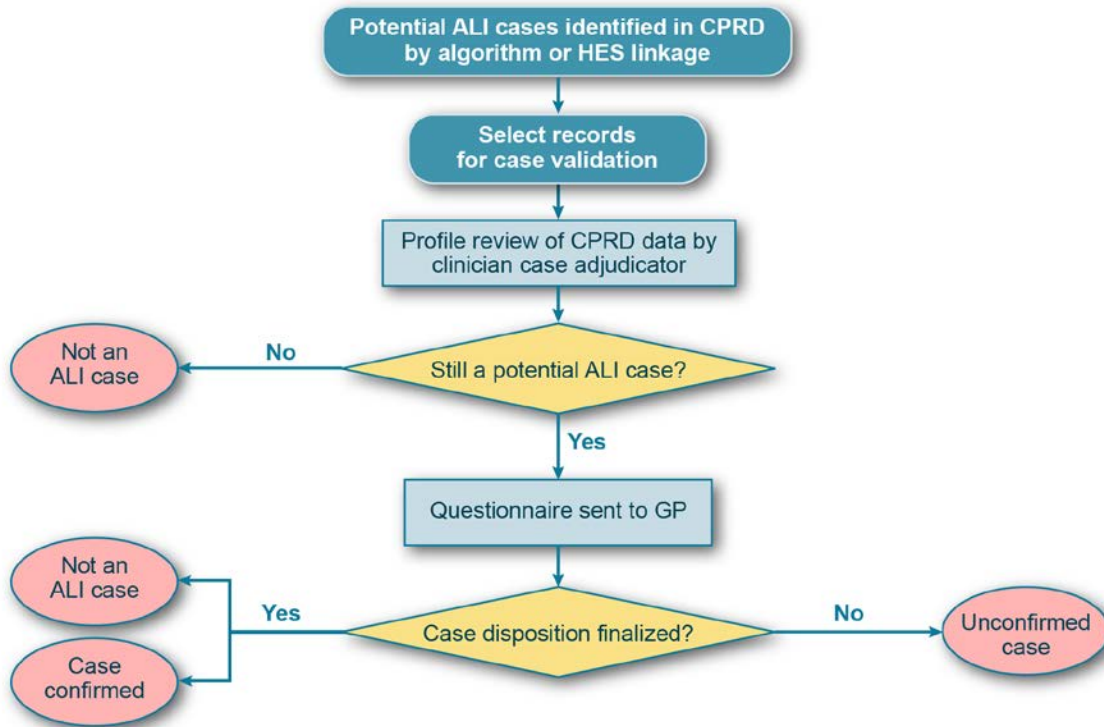 Potential ALI cases identified in CPRD
by algorithm or HES linkage
Select records
for case validation
Profile review of CPRD data by
clinician case adjudicator
Not an
ALI case
No
Still a potential ALI case?
Yes
Questionnaire sent to GP
Not an
ALI case
Yes
Case
confirmed
Case disposition finalized?
No
Unconfirmed
case